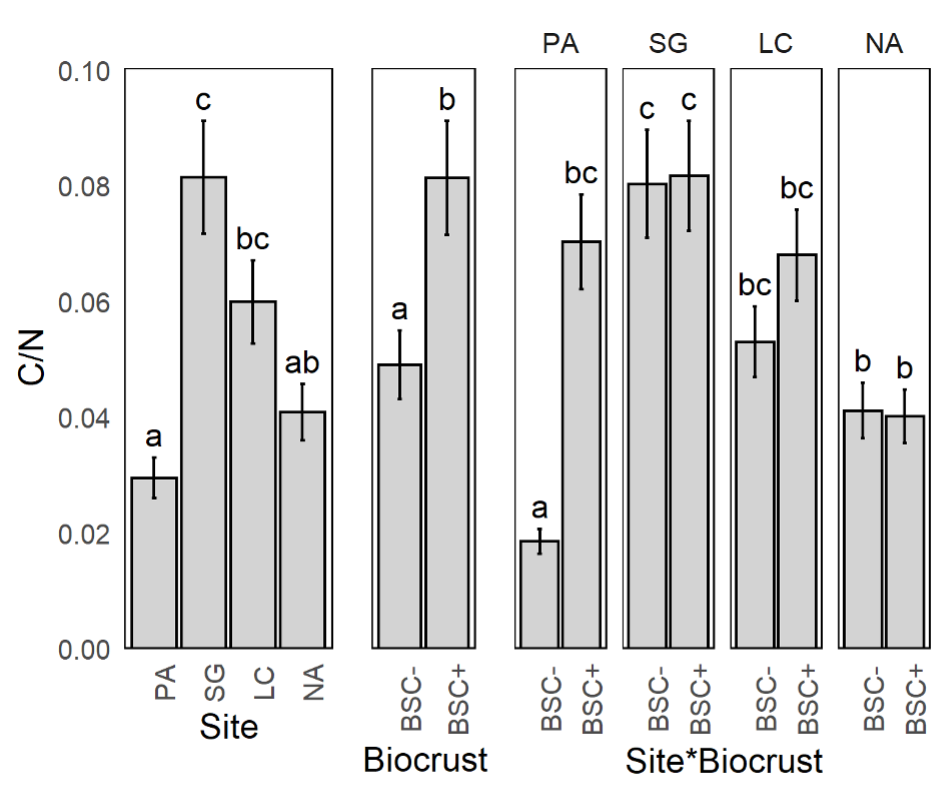 PA SG LC NA
0.10
0.08
0.06
0.04
0.02
0.00
C/N
a c bc ab
a b
a bc
c c
bc bc
b b
PA SG LC NA
BSC- BSC+
BSC- BSC+
BSC- BSC+
BSC- BSC+
BSC- BSC+
Site
Biocrust
Site*Biocrust